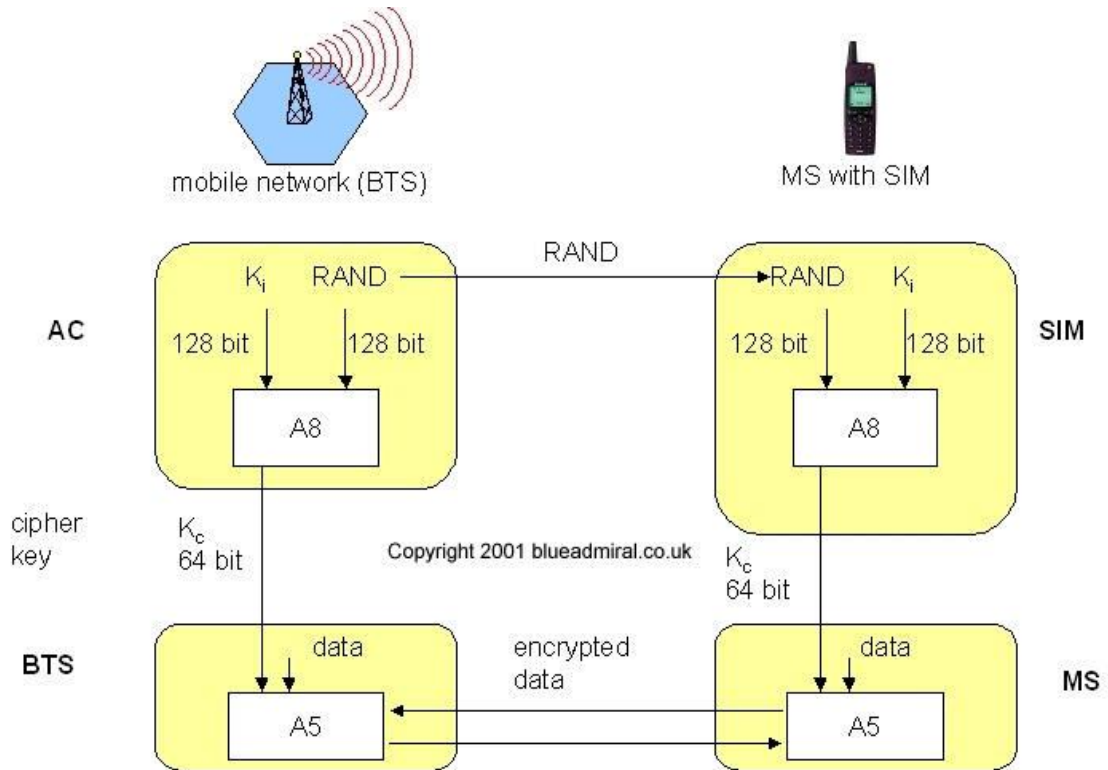 mobile network (BTS)
MS with SIM
RAND
AC
Ki RAND
128 bit 128 bit
A8
RAND Ki
128 bit 128 bit
A8
SIM
cipher
key
Kc
64 bit
Copyright 2001 blueadmiral.co.uk
Kc
64 bit
BTS
data
A5
encrypted
data
data
A5
MS